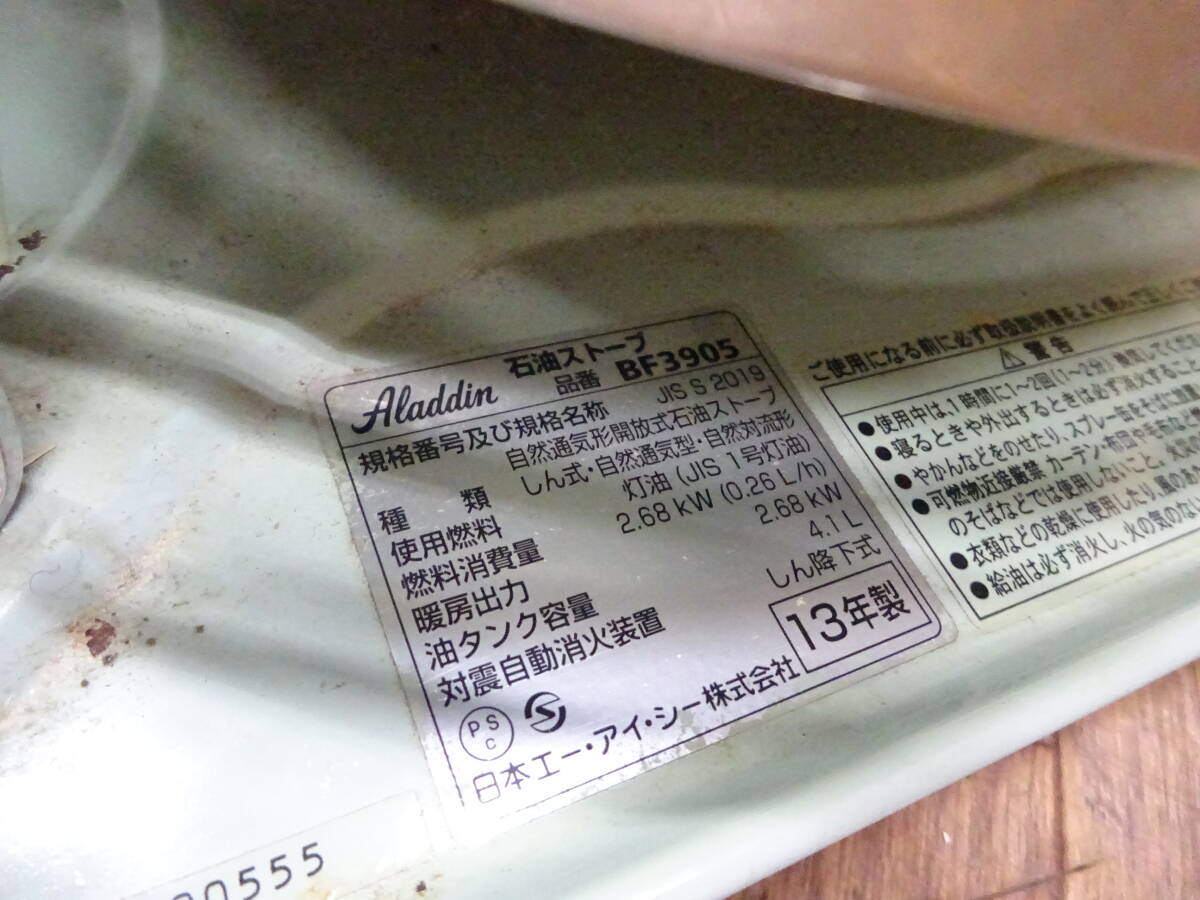 Aladdin 石油ストーブ
品番 BF3905
規格番号及び規格名称 JIS S 2019
自然通気形開放式石油ストーブ
種類 しん式・自然通気型・自然対流形
使用燃料 灯油 (JIS 1号灯油)
燃料消費量 2.68 kW (0.26 L/h)
暖房出力 2.68 kW
油タンク容量 4.1 L
対震自動消火装置 しん降下式
PS
C
13年製
日本エー・アイ・シー株式会社
ご使用になる前に必ず取扱説明書をよく読んで正しく
警告
●使用中は、1時間に1~2回(1~2分)換気してくだ
●寝るときや外出するときは必ず消火すること
●やかんなどをのせたり、スプレー缶をそばに
●可燃物近接厳禁 カーテン・布団や毛布など
のそばなどでは使用しないこと。火災
●衣類などの乾燥に使用したり、風のあ
●給油は必ず消火し、火の気のな
0555